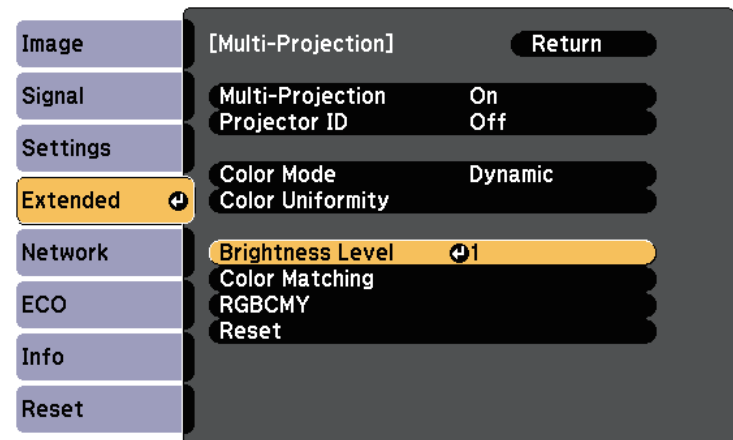 Image
Signal
Settings
Extended
Network
ECO
Info
Reset
[Multi-Projection] Return
Multi-Projection On
Projector ID Off
Color Mode Dynamic
Color Uniformity
Brightness Level 1
Color Matching
RGBCMY
Reset